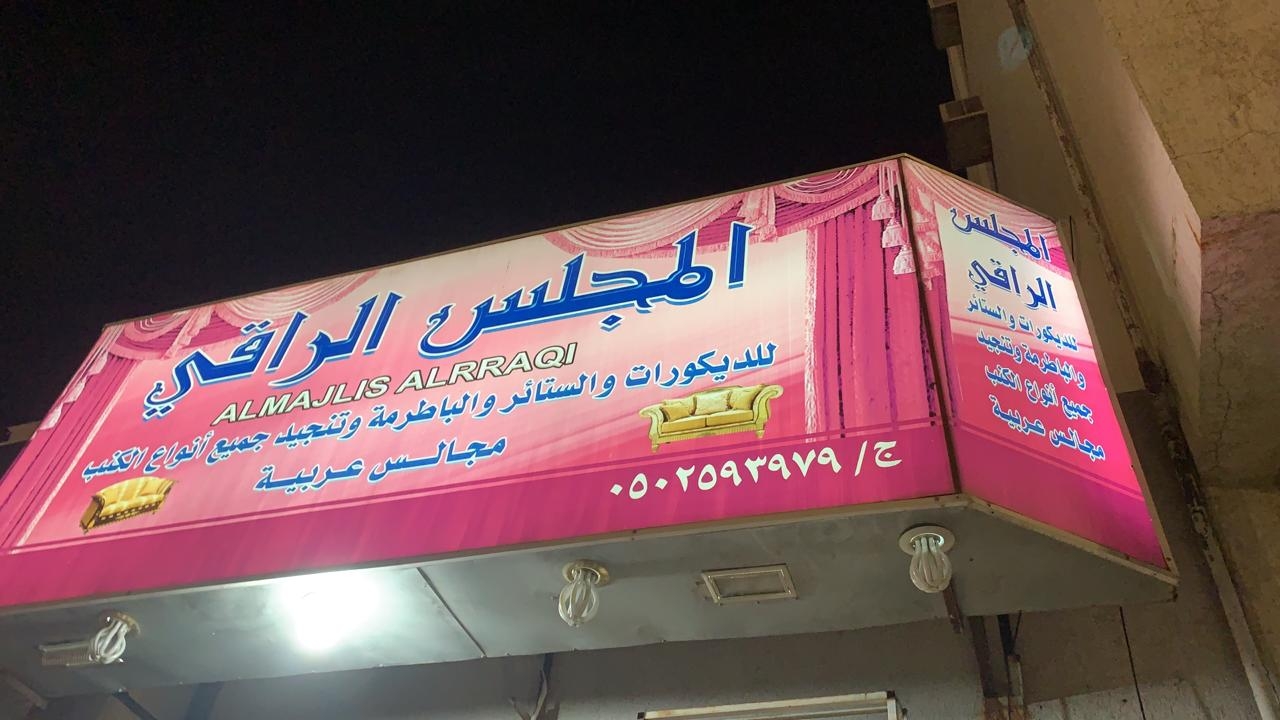 المجلس الراقي
ALMAJLIS ALRRAQI
للديكورات والستائر والباطرمة وتنجيد جميع أنواع الكنب
مجالس عربية
ج/ ٠٥٠٢٥٩٣٩٧٩
المجلس
الراقي
للديكورات والستائر
والباطرمة وتنجيد
جميع أنواع الكنب
مجالس عربية